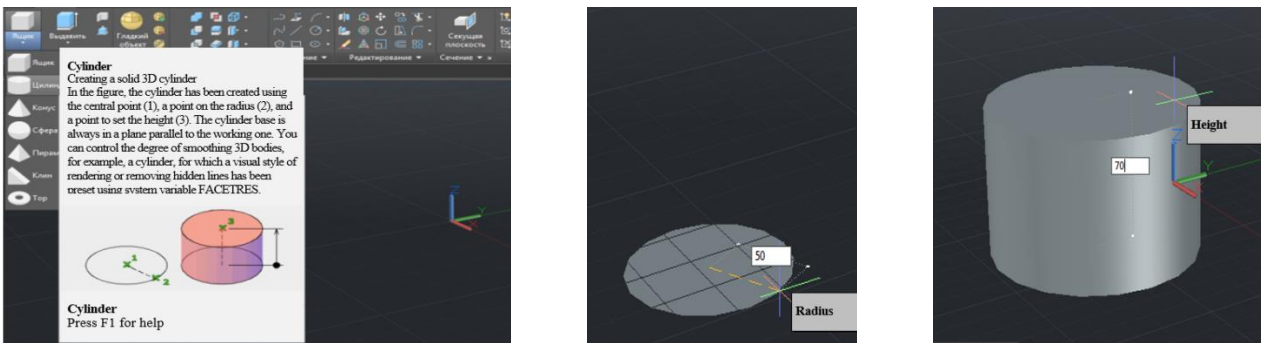 Ящик
Выдавить
Гладкий
объект
Редактирование
Секущая
плоскость
Сечение
Ящик
Конус
Сфера
Клин
Тор
Cylinder
Creating a solid 3D cylinder
In the figure, the cylinder has been created using
the central point (1), a point on the radius (2), and
a point to set the height (3). The cylinder base is
always in a plane parallel to the working one. You
can control the degree of smoothing 3D bodies,
for example, a cylinder, for which a visual style of
rendering or removing hidden lines has been
preset using system variable FACETRES.
1
2
3
Cylinder
Press F1 for help
Z
Y
X
50
Radius
70
Height
Z
Y
X